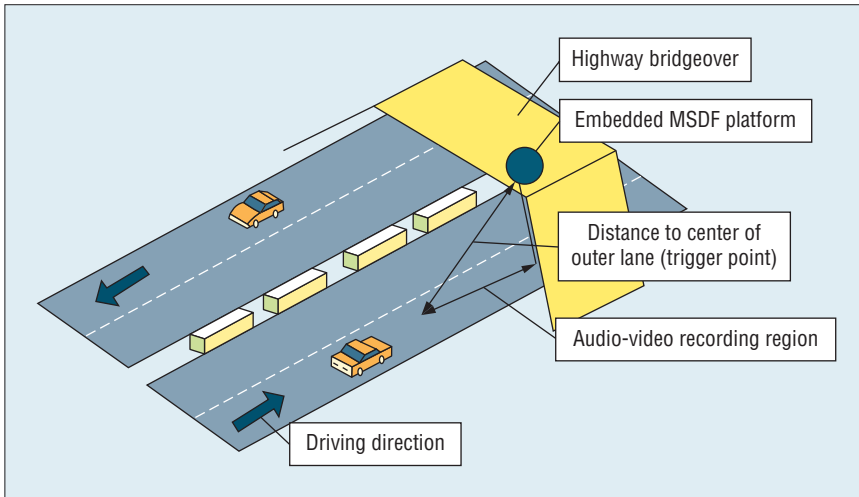 Highway bridgeover
Embedded MSDF platform
Distance to center of
outer lane (trigger point)
Audio-video recording region
Driving direction